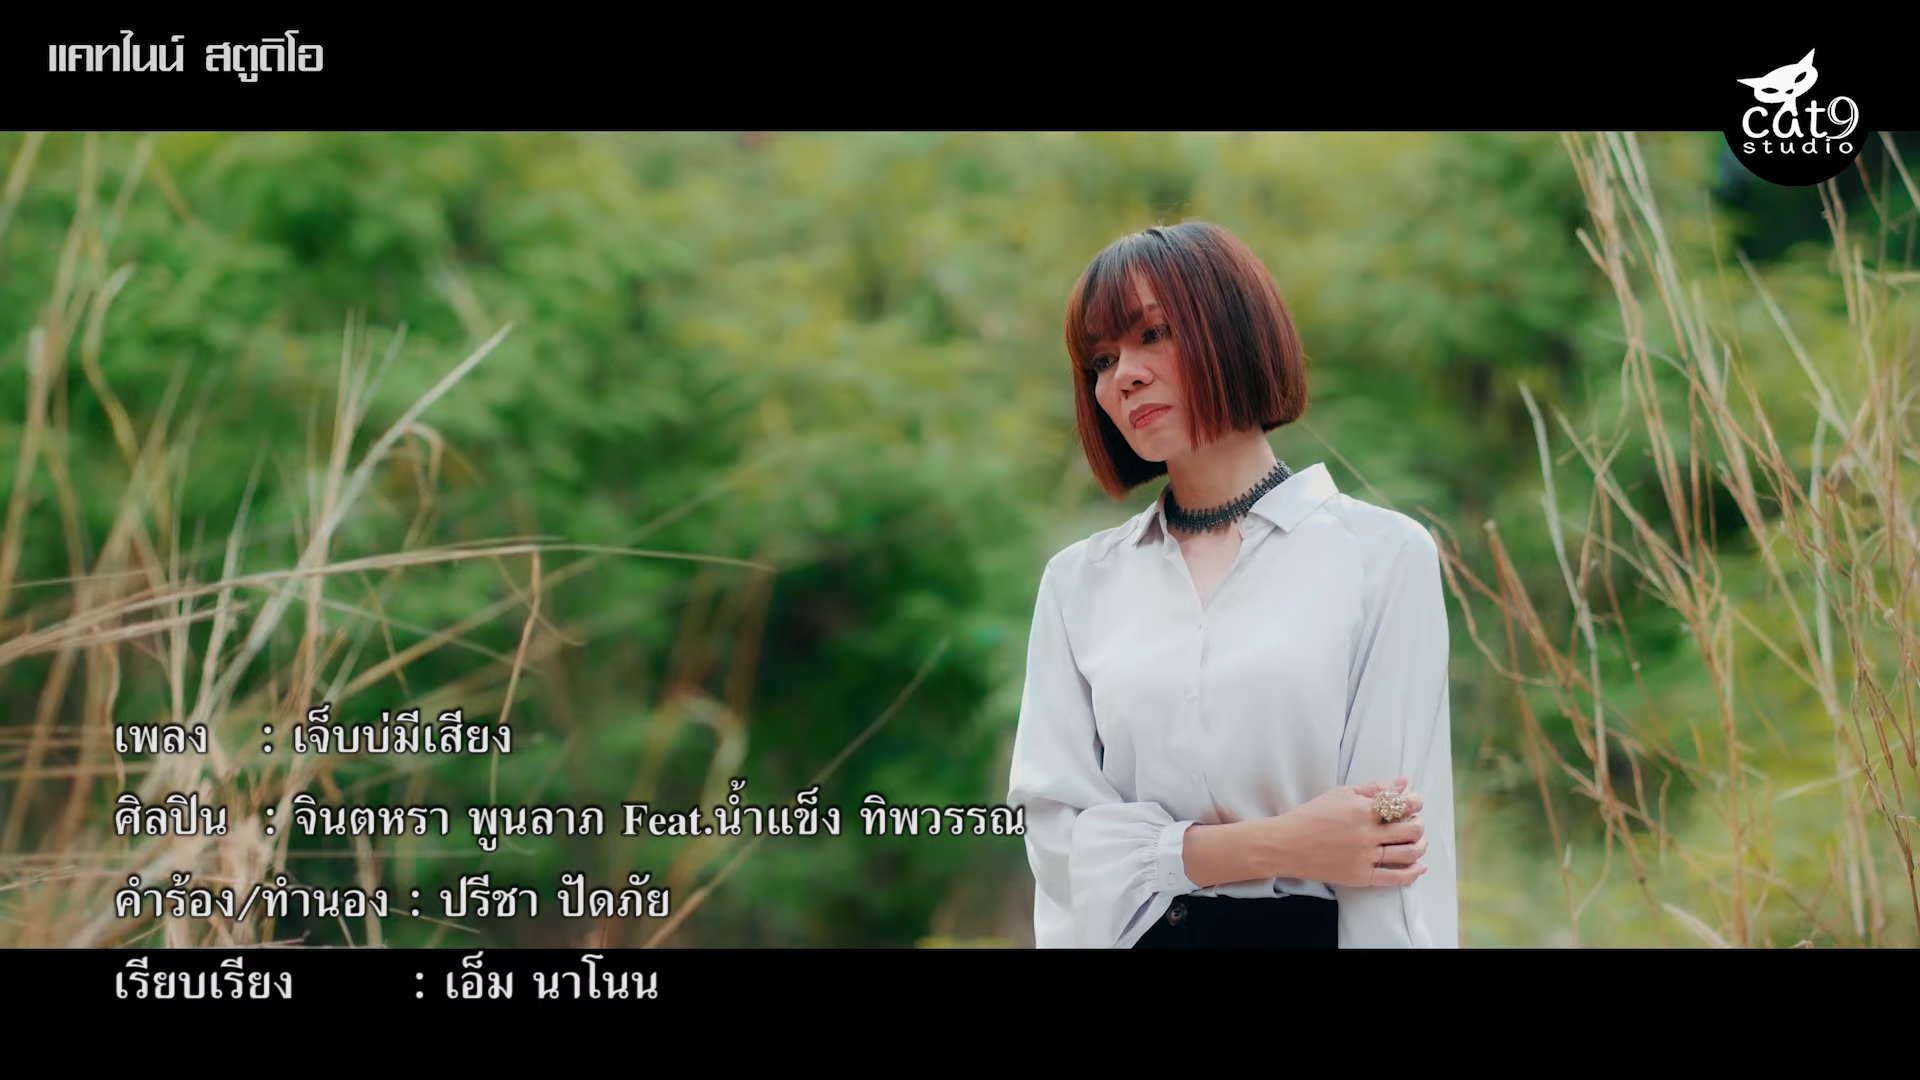 แคทไนน์ สตูดิโอ
cat9
studio
เพลง : เจ็บบ่มีเสียง
ศิลปิน : จินตหรา พูนลาภ Feat.น้ำแข็ง ทิพวรรณ
คำร้อง/ทำนอง : ปรีชา ปัดภัย
เรียบเรียง : เอ็ม นาโนน